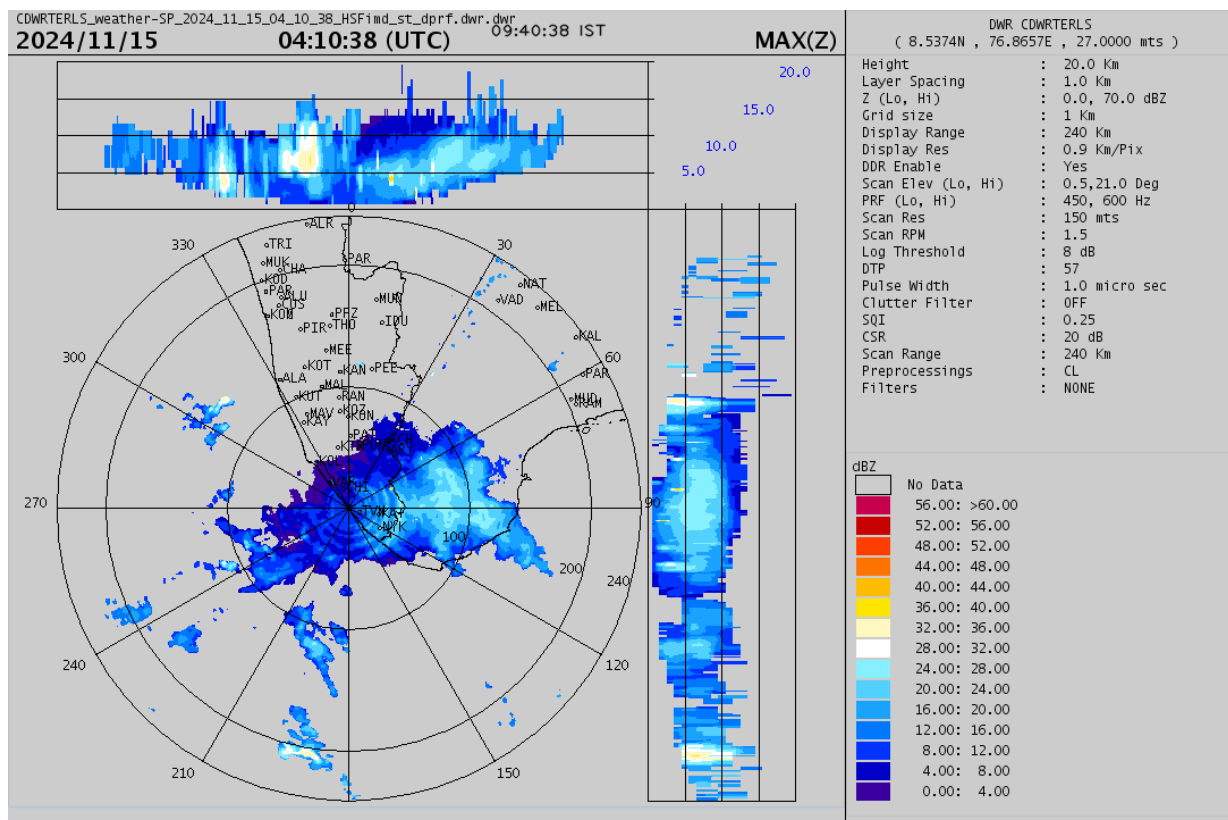 CDWRTERLS_weather-SP_2024_11_15_04_10_38_HSFimd_st_dprf.dwr.dwr
2024/11/15 04:10:38 (UTC) 09:40:38 IST MAX(Z)
20.0
15.0
10.0
5.0
0
330
30
300
60
270
90
240
120
210
150
100
200
240
ALR
TRI
PAR
MUK
CHA
KOD
PAR
ALU
COS
KON
MUN
NAT
VAD
MEL
PFZ
PIR
THO
IDU
KAL
MEE
KOT
KAN
PEE
PAR
ALA
MAL
KUT
RAN
MUD
RAM
MAV
KOZ
KON
KAY
DWR CDWRTERLS
( 8.5374N , 76.8657E , 27.0000 mts )
Height : 20.0 Km
Layer Spacing : 1.0 Km
Z (Lo, Hi) : 0.0, 70.0 dBZ
Grid size : 1 Km
Display Range : 240 Km
Display Res : 0.9 Km/Pix
DDR Enable : Yes
Scan Elev (Lo, Hi) : 0.5,21.0 Deg
PRF (Lo, Hi) : 450, 600 Hz
Scan Res : 150 mts
Scan RPM : 1.5
Log Threshold : 8 dB
DTP : 57
Pulse Width : 1.0 micro sec
Clutter Filter : OFF
SQI : 0.25
CSR : 20 dB
Scan Range : 240 Km
Preprocessings : CL
Filters : NONE
dBZ
No Data
56.00: >60.00
52.00: 56.00
48.00: 52.00
44.00: 48.00
40.00: 44.00
36.00: 40.00
32.00: 36.00
28.00: 32.00
24.00: 28.00
20.00: 24.00
16.00: 20.00
12.00: 16.00
8.00: 12.00
4.00: 8.00
0.00: 4.00